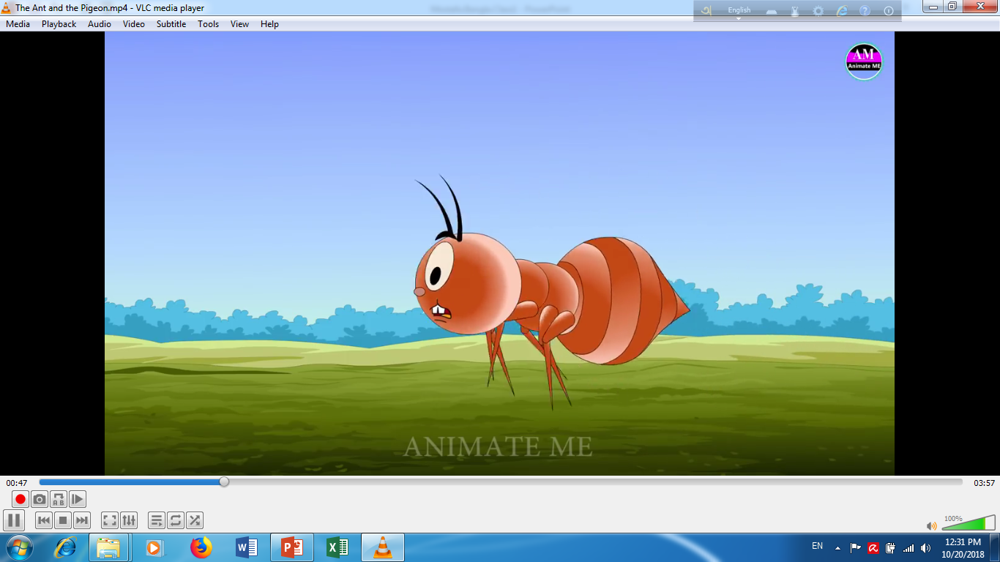 The Ant and the Pigeon.mp4 - VLC media player
অ English
Media Playback Audio Video Subtitle Tools View Help
AM
Animate ME
ANIMATE ME
00:47 03:57
A B
100%
W P X
EN 12:31 PM
10/20/2018